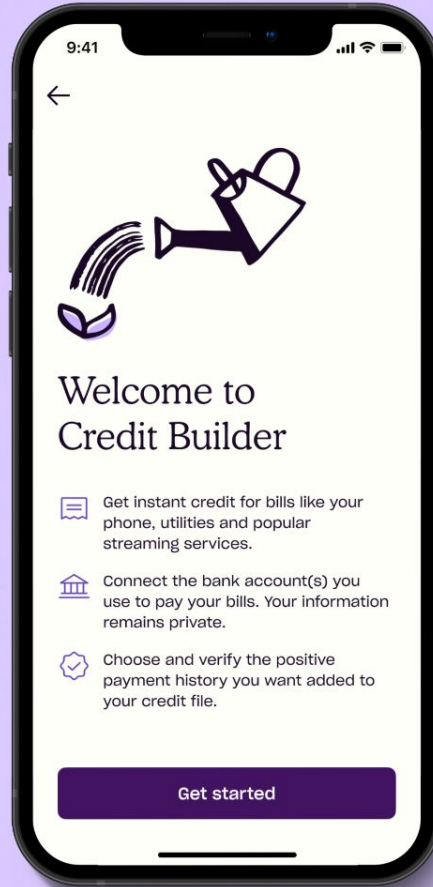 9:41
Welcome to
Credit Builder
Get instant credit for bills like your
phone, utilities and popular
streaming services.
Connect the bank account(s) you
use to pay your bills. Your information
remains private.
Choose and verify the positive
payment history you want added to
your credit file.
Get started